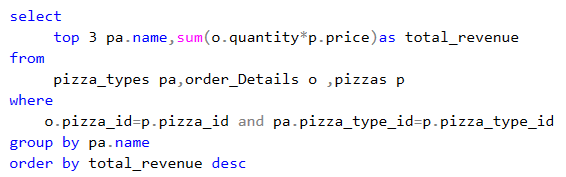 select
top 3 pa.name,sum(o.quantity*p.price)as total_revenue
from
pizza_types pa,order_Details o ,pizzas p
where
o.pizza_id=p.pizza_id and pa.pizza_type_id=p.pizza_type_id
group by pa.name
order by total_revenue desc